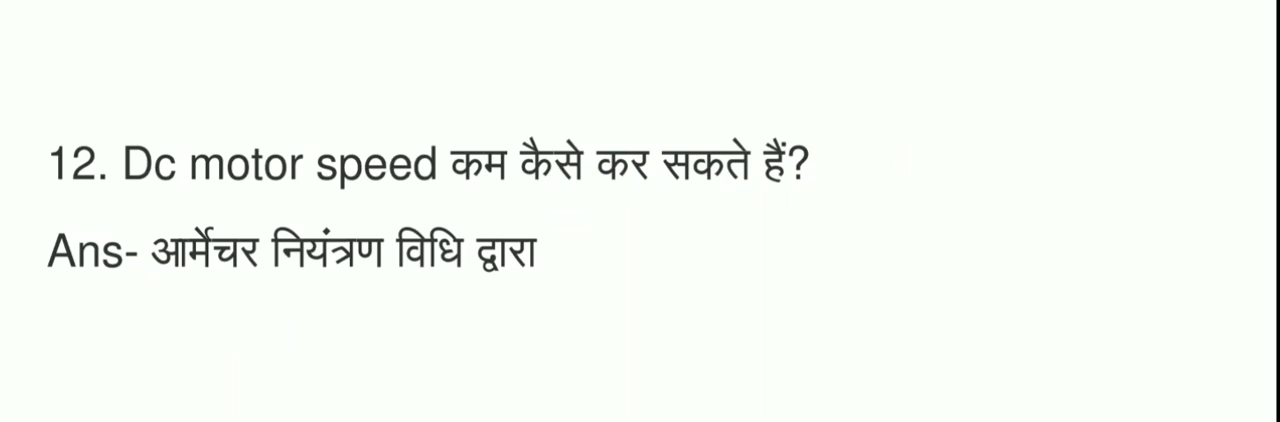 12. Dc motor speed कम कैसे कर सकते हैं?
Ans- आर्मेचर नियंत्रण विधि द्वारा